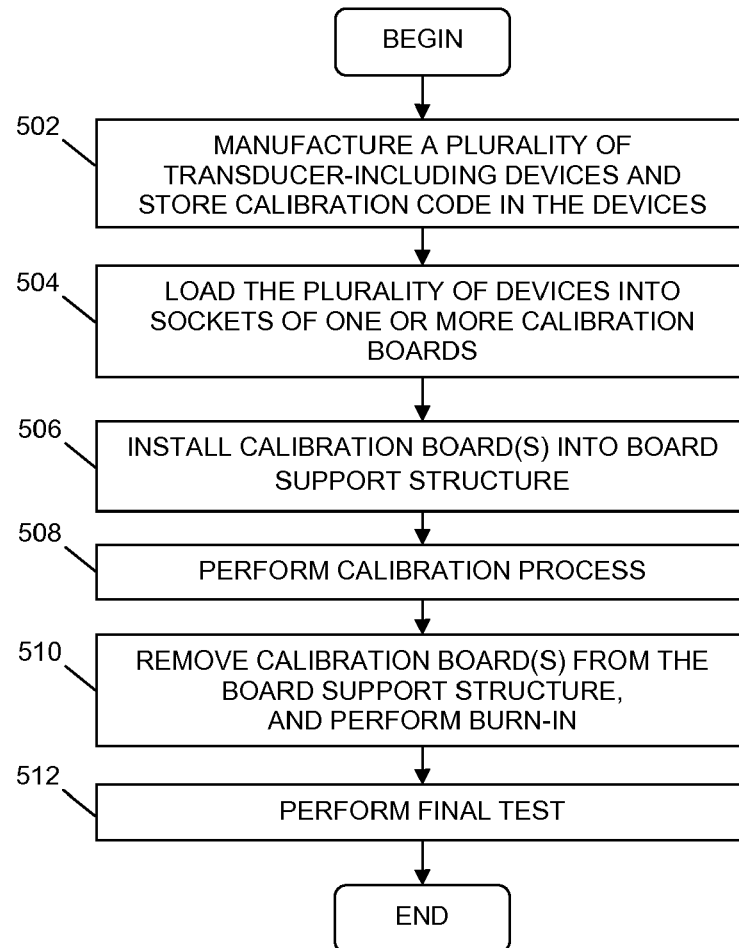 BEGIN
502
MANUFACTURE A PLURALITY OF
TRANSDUCER-INCLUDING DEVICES AND
STORE CALIBRATION CODE IN THE DEVICES
504
LOAD THE PLURALITY OF DEVICES INTO
SOCKETS OF ONE OR MORE CALIBRATION
BOARDS
506
INSTALL CALIBRATION BOARD(S) INTO BOARD
SUPPORT STRUCTURE
508
PERFORM CALIBRATION PROCESS
510
REMOVE CALIBRATION BOARD(S) FROM THE
BOARD SUPPORT STRUCTURE,
AND PERFORM BURN-IN
512
PERFORM FINAL TEST
END